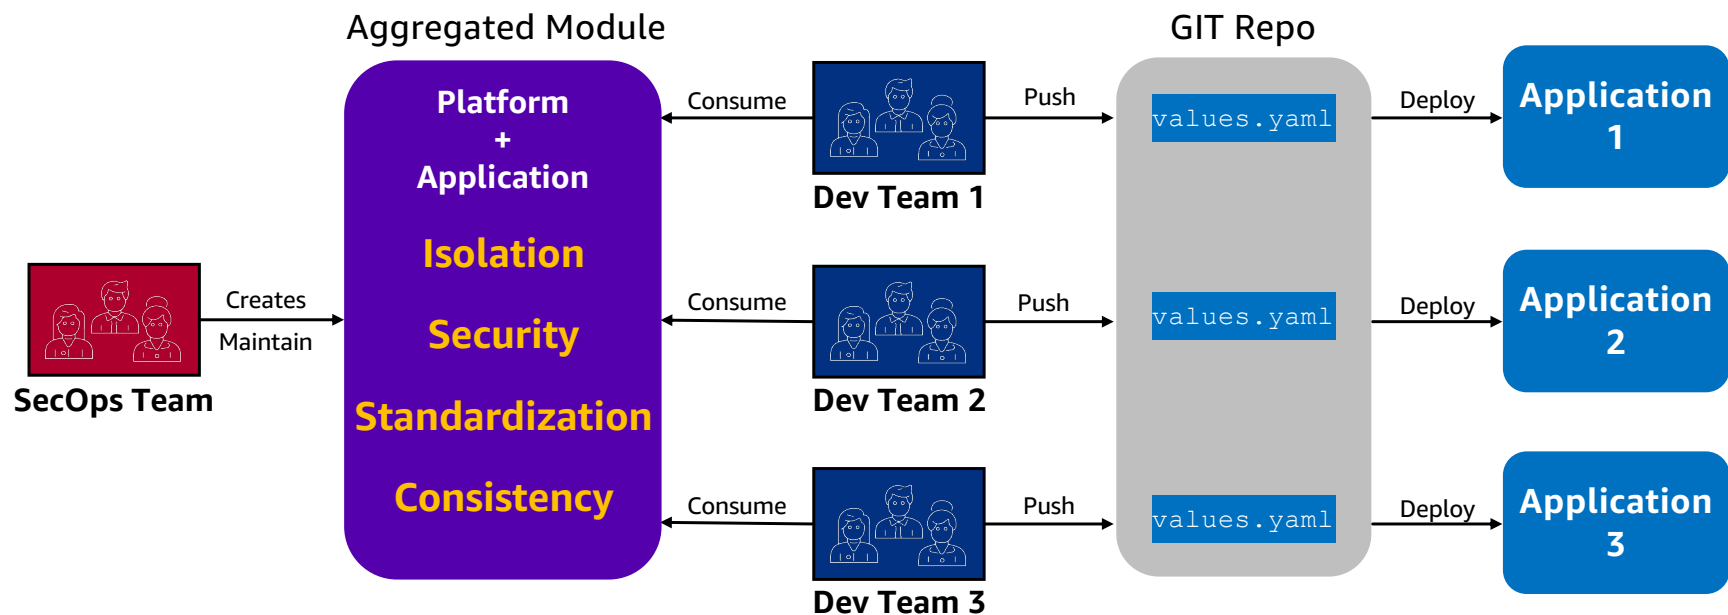 Aggregated Module
GIT Repo
Platform
+
Application
Isolation
Security
Standardization
Consistency
Creates
Maintain
SecOps Team
Consume
Dev Team 1
Push
values.yaml
Deploy
Application
1
Consume
Dev Team 2
Push
values.yaml
Deploy
Application
2
Consume
Dev Team 3
Push
values.yaml
Deploy
Application
3